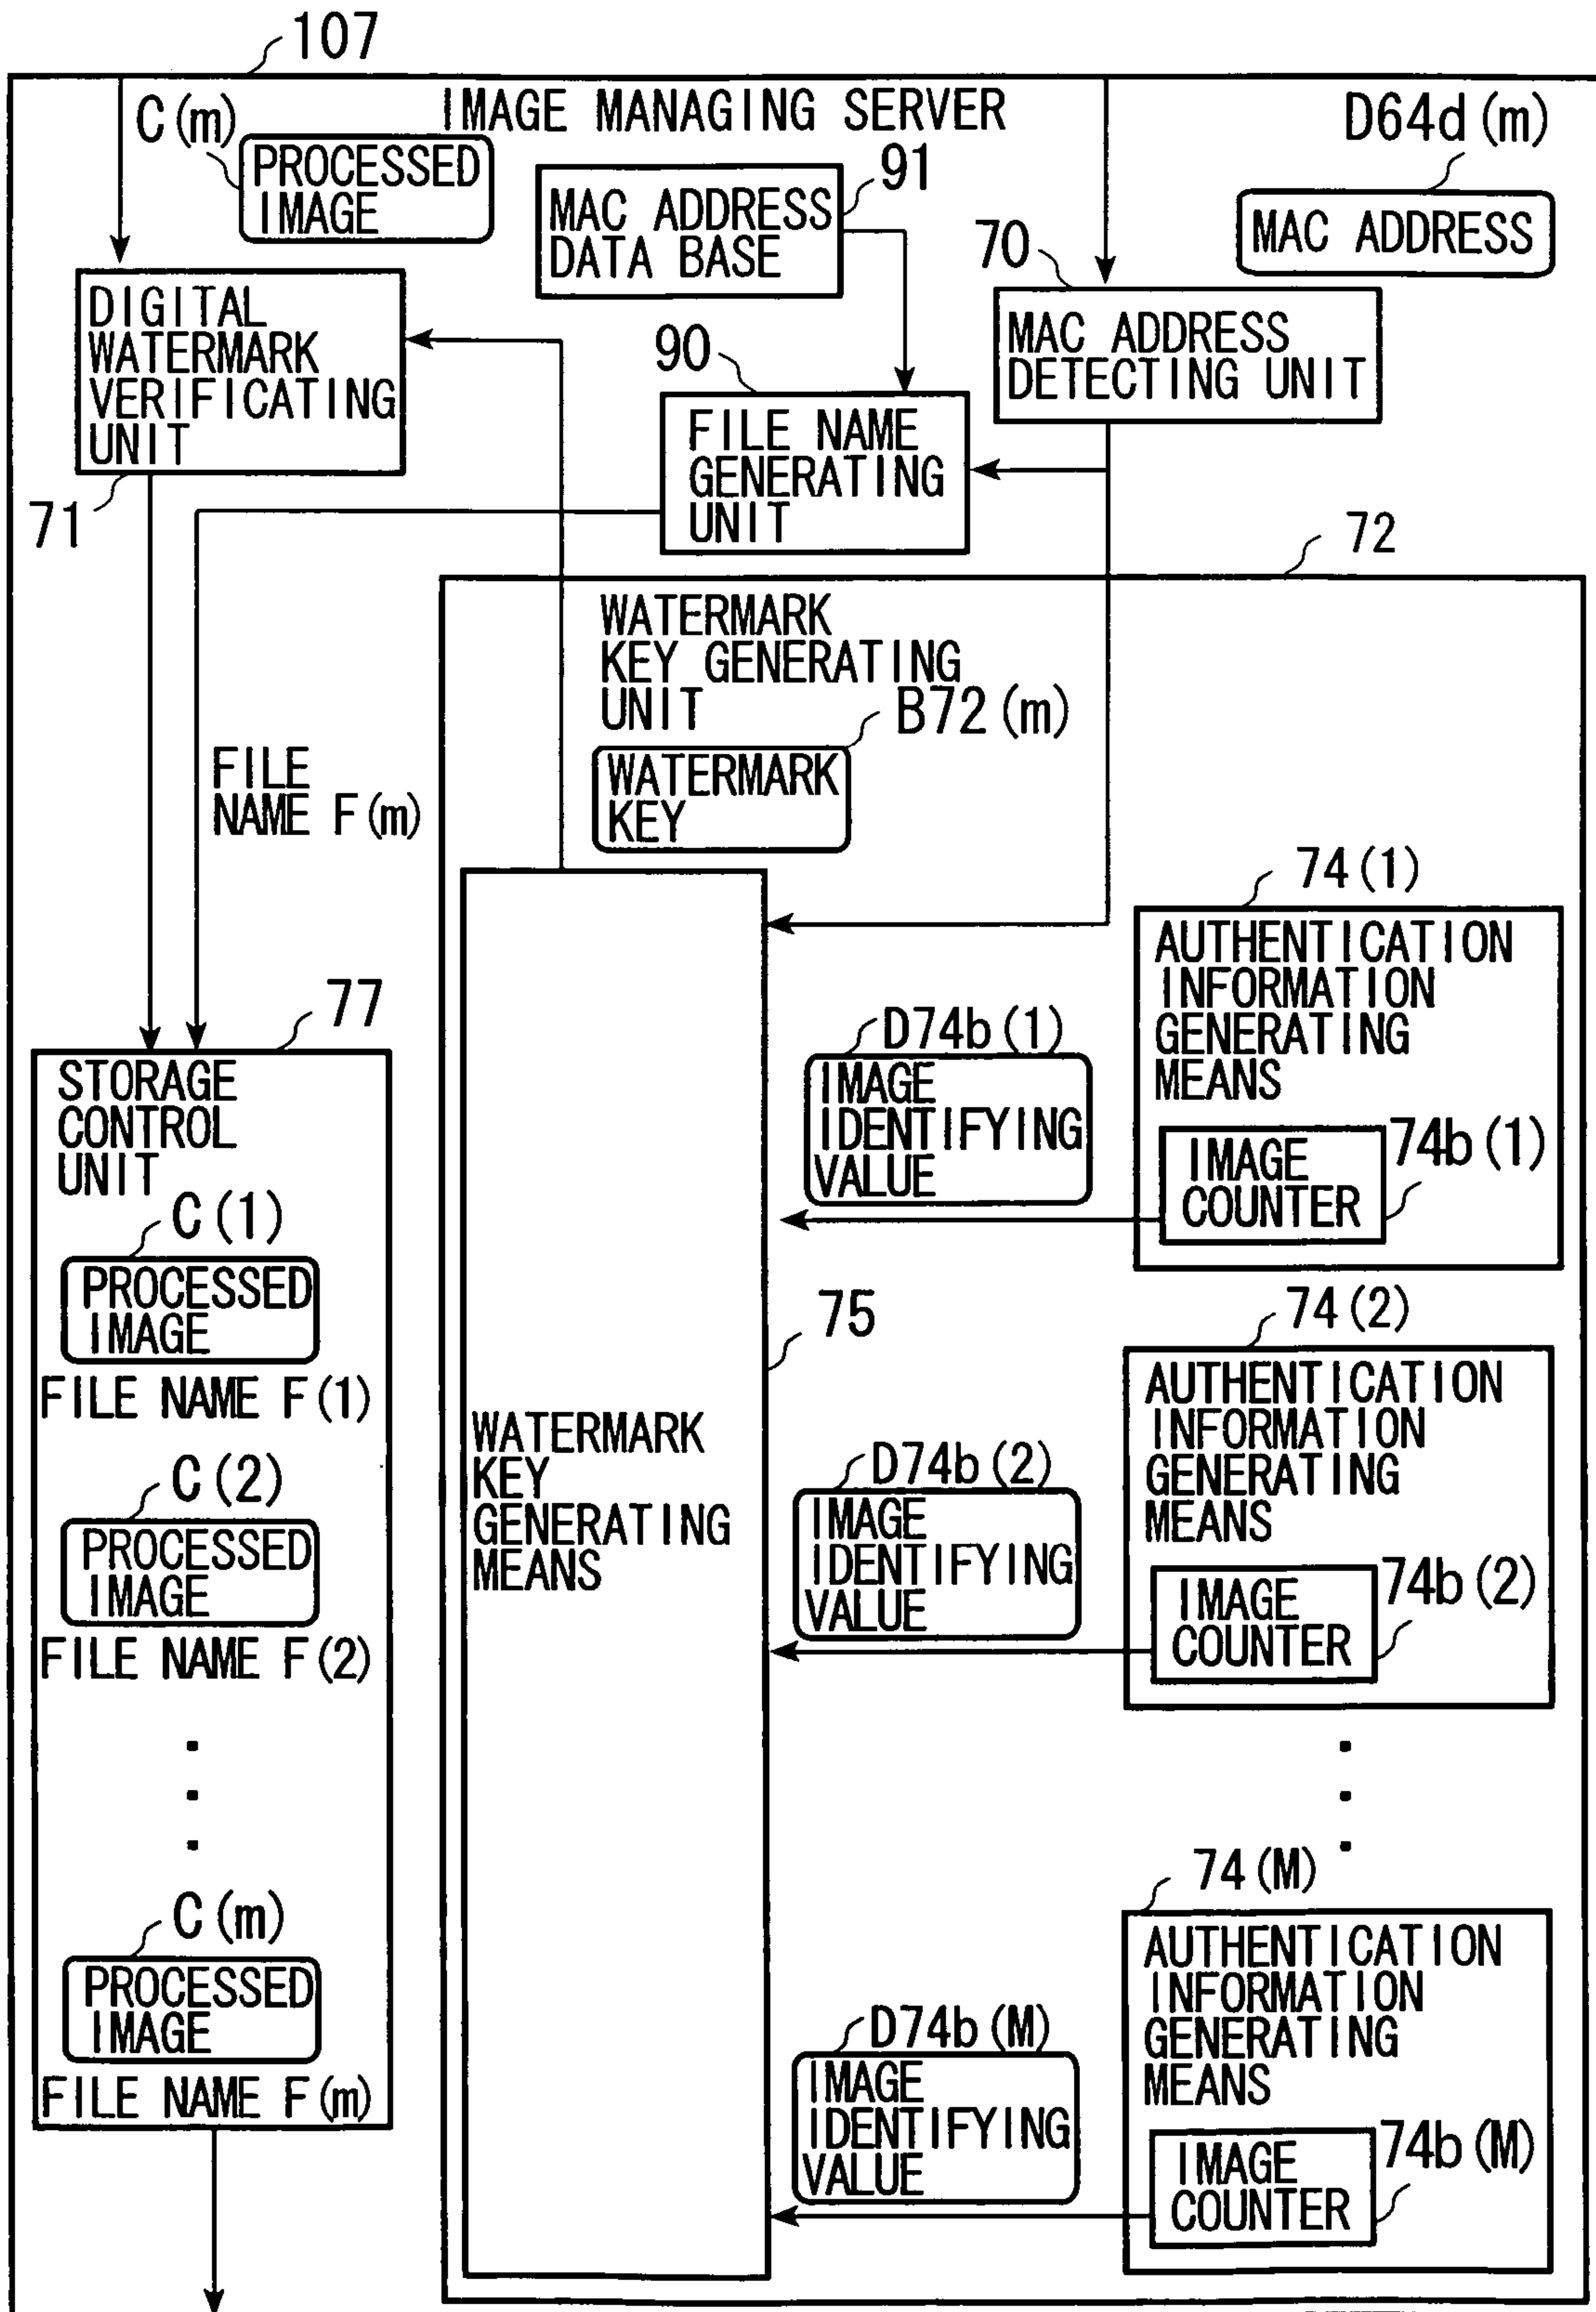 107
IMAGE MANAGING SERVER
C(m)
PROCESSED
IMAGE
D64d(m)
MAC ADDRESS
91
MAC ADDRESS
DATA BASE
70
MAC ADDRESS
DETECTING UNIT
DIGITAL
WATERMARK
VERIFICATING
UNIT
71
90
FILE NAME
GENERATING
UNIT
72
WATERMARK
KEY GENERATING
UNIT
B72(m)
WATERMARK
KEY
FILE
NAME F(m)
77
STORAGE
CONTROL
UNIT
C(1)
PROCESSED
IMAGE
FILE NAME F(1)
C(2)
PROCESSED
IMAGE
FILE NAME F(2)
C(m)
PROCESSED
IMAGE
FILE NAME F(m)
75
WATERMARK
KEY
GENERATING
MEANS
74(1)
AUTHENTICATION
INFORMATION
GENERATING
MEANS
74b(1)
IMAGE
COUNTER
D74b(1)
IMAGE
IDENTIFYING
VALUE
74(2)
AUTHENTICATION
INFORMATION
GENERATING
MEANS
74b(2)
IMAGE
COUNTER
D74b(2)
IMAGE
IDENTIFYING
VALUE
74(M)
AUTHENTICATION
INFORMATION
GENERATING
MEANS
74b(M)
IMAGE
COUNTER
D74b(M)
IMAGE
IDENTIFYING
VALUE